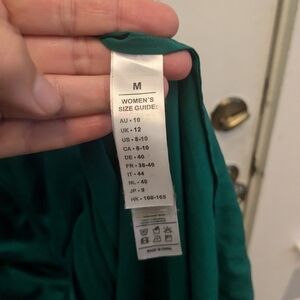 M
WOMEN'S
SIZE GUIDE:
AU • 10
UK • 12
US • 8-10
CA • 8-10
DE • 40
FR • 38-40
IT • 44
NL • 40
JP • 9
HK • 160-165
MADE IN CHINA